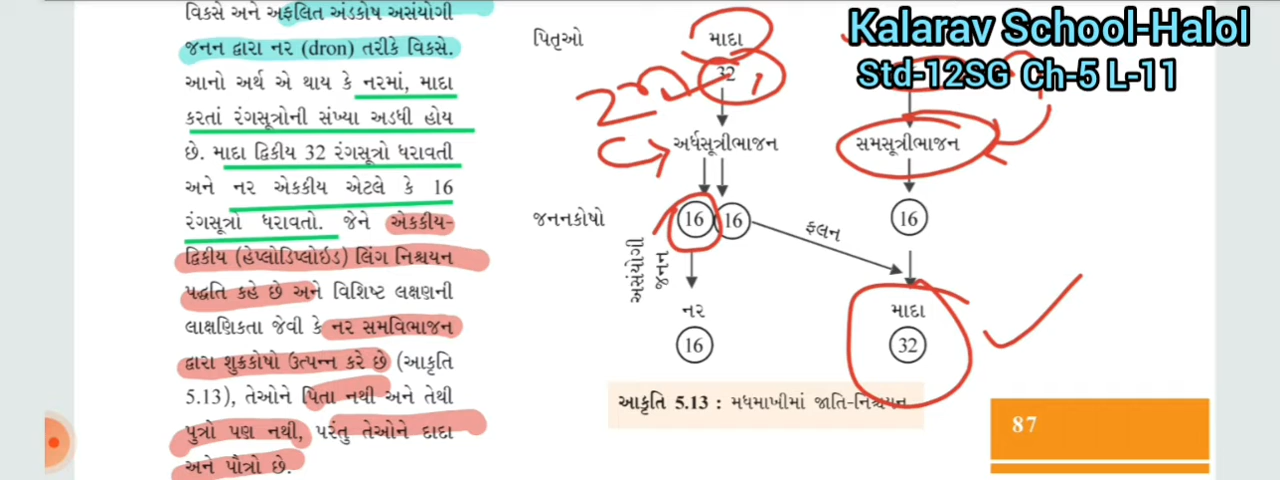 વિકસે અને અફલિત અંડકોષ અસંયોગી
જનન દ્વારા નર (dron) તરીકે વિકસે.
આનો અર્થ એ થાય કે નરમાં, માદા
કરતાં રંગસૂત્રોની સંખ્યા અડધી હોય
છે. માદા દ્વિકીય 32 રંગસૂત્રો ધરાવતી
અને નર એકકીય એટલે કે 16
રંગસૂત્રો ધરાવતો. જેને એકકીય-
દ્વિકીય (હેપ્લોડિપ્લોઇડ) લિંગ નિશ્ચયન
પદ્ધતિ કહે છે અને વિશિષ્ટ લક્ષણની
લાક્ષણિકતા જેવી કે નર સમવિભાજન
દ્વારા શુક્રકોષો ઉત્પન્ન કરે છે (આકૃતિ
5.13), તેઓને પિતા નથી અને તેથી
પુત્રો પણ નથી, પરંતુ તેઓને દાદા
અને પૌત્રો છે.
Kalarav School-Halol
Std-12SG Ch-5 L-11
પિતૃઓ માદા
32
2n
અર્ધસૂત્રીભાજન સમસૂત્રીભાજન
જનનકોષો 16 16 16
ફલન
અસંયોગી
જનન
નર માદા
16 32
આકૃતિ 5.13 : મધમાખીમાં જાતિ-નિશ્ચયન
87